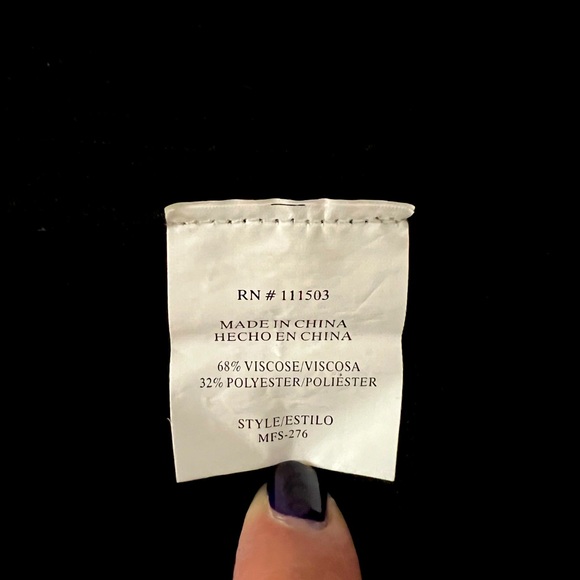 RN # 111503
MADE IN CHINA
HECHO EN CHINA
68% VISCOSE/VISCOSA
32% POLYESTER/POLIÉSTER
STYLE/ESTILO
MFS-276